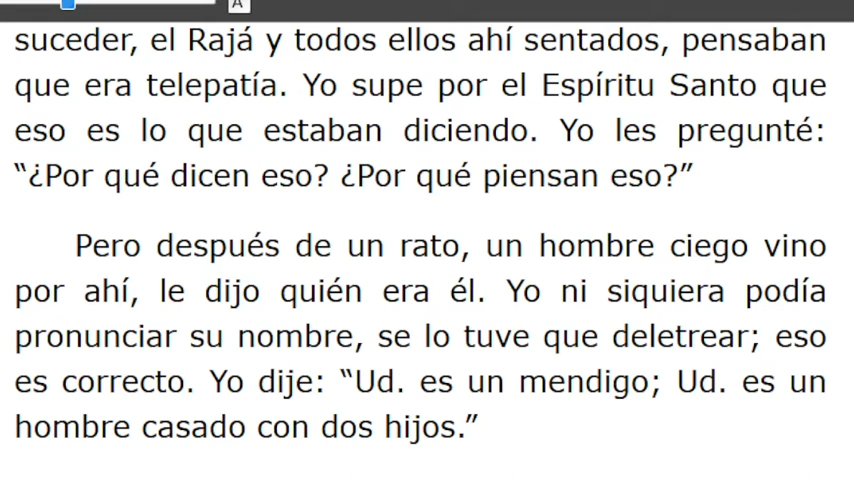 A
suceder, el Rajá y todos ellos ahí sentados, pensaban
que era telepatía. Yo supe por el Espíritu Santo que
eso es lo que estaban diciendo. Yo les pregunté:
“¿Por qué dicen eso? ¿Por qué piensan eso?”
Pero después de un rato, un hombre ciego vino
por ahí, le dijo quién era él. Yo ni siquiera podía
pronunciar su nombre, se lo tuve que deletrear; eso
es correcto. Yo dije: “Ud. es un mendigo; Ud. es un
hombre casado con dos hijos.”